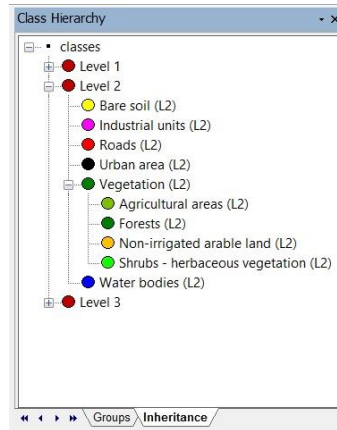 Class Hierarchy
classes
Level 1
Level 2
Bare soil (L2)
Industrial units (L2)
Roads (L2)
Urban area (L2)
Vegetation (L2)
Agricultural areas (L2)
Forests (L2)
Non-irrigated arable land (L2)
Shrubs - herbaceous vegetation (L2)
Water bodies (L2)
Level 3
Groups Inheritance